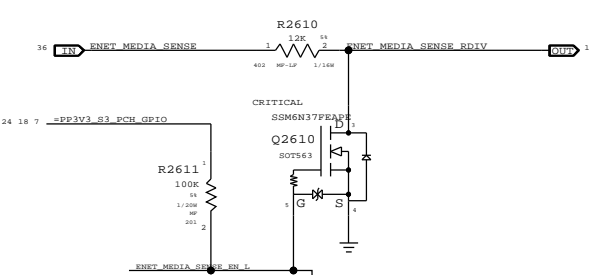 R2610
12K 5%
36 IN ENET_MEDIA_SENSE 1 2 ENET_MEDIA_SENSE_RDIV OUT 1
402 MF-LF 1/16W
CRITICAL
SSM6N37FEAPE
D 3
24 18 7 =PP3V3_S3_PCH_GPIO
Q2610
SOT563
R2611 1
100K
5%
1/20W
MF
201
2
5 G S 4
ENET_MEDIA_SENSE_EN_L